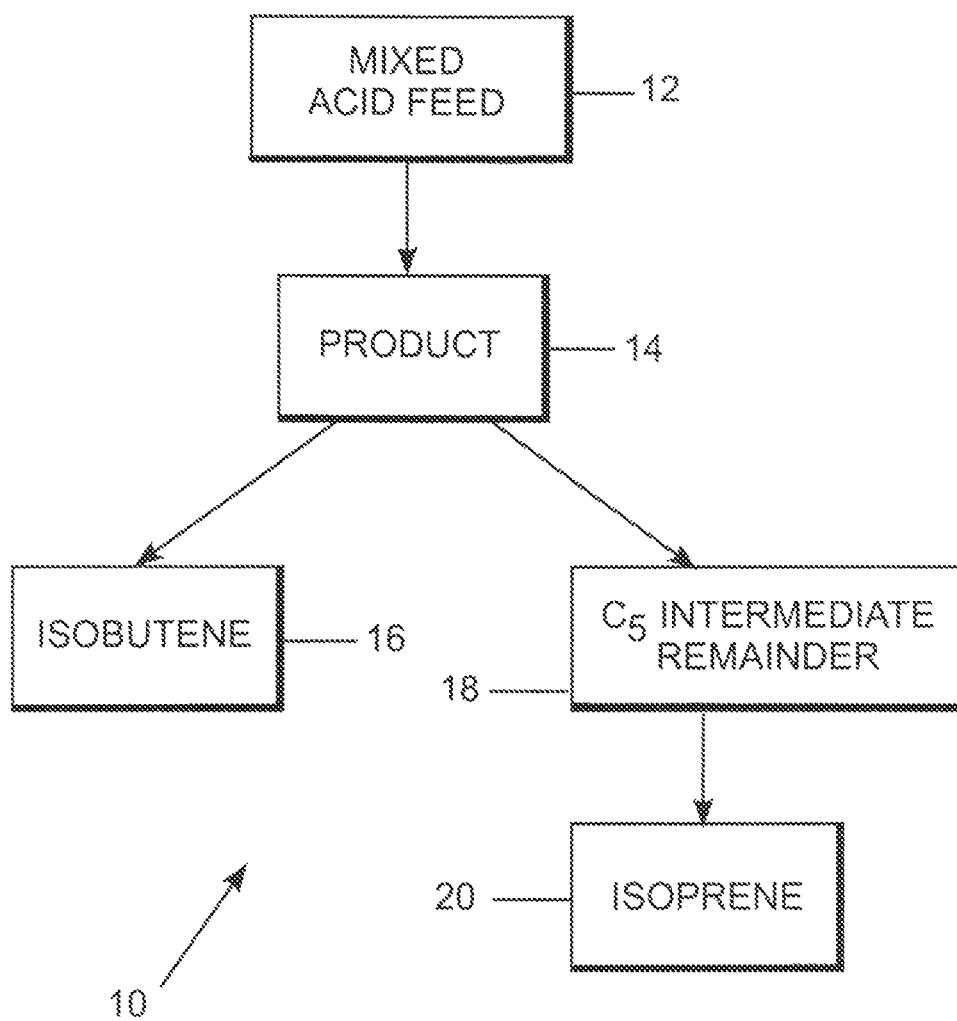 MIXED
ACID FEED
12
PRODUCT
14
ISOBUTENE
16
C5 INTERMEDIATE
REMAINDER
18
ISOPRENE
20
10